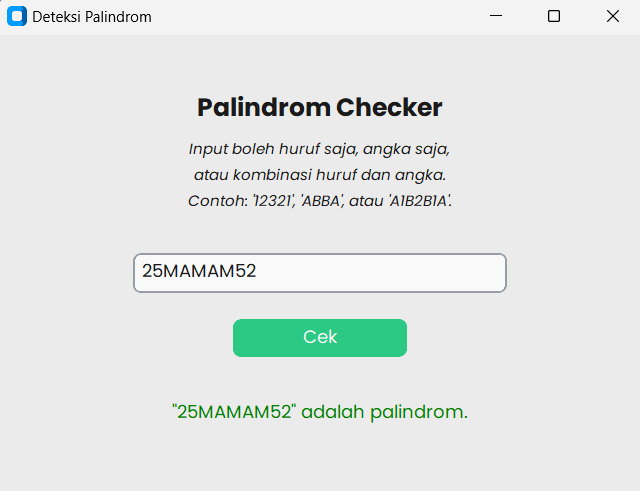 Deteksi Palindrom
Palindrom Checker
Input boleh huruf saja, angka saja,
atau kombinasi huruf dan angka.
Contoh: '12321', 'ABBA', atau 'A1B2B1A'.
25MAMAM52
Cek
"25MAMAM52" adalah palindrom.